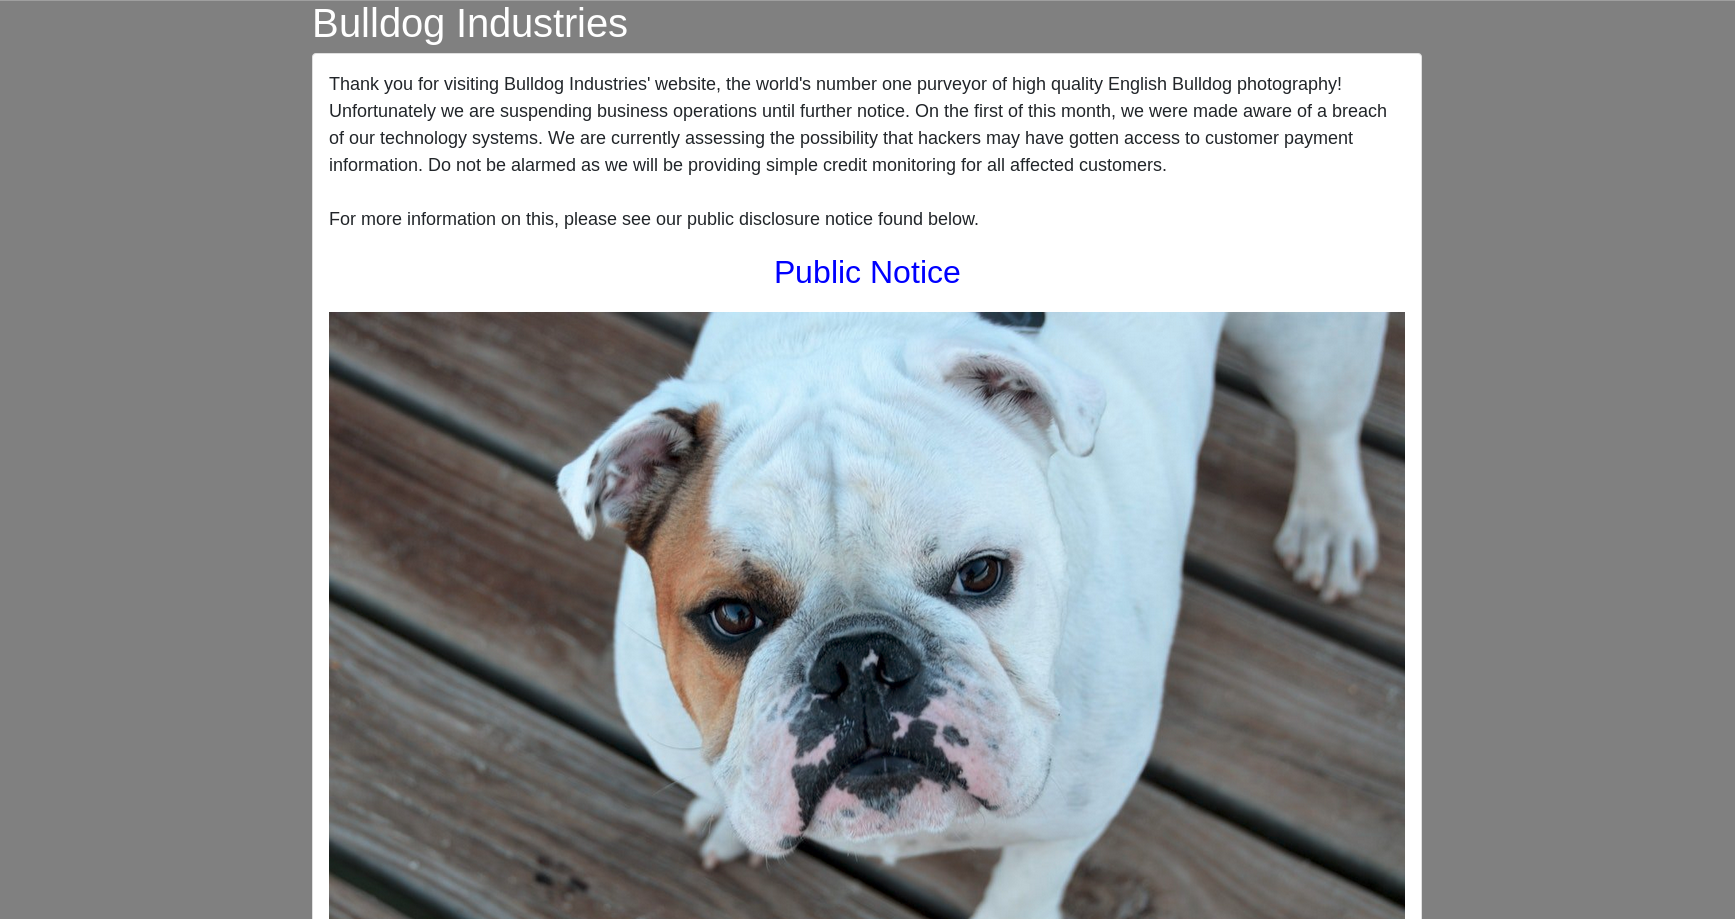 Bulldog Industries
Thank you for visiting Bulldog Industries' website, the world's number one purveyor of high quality English Bulldog photography!
Unfortunately we are suspending business operations until further notice. On the first of this month, we were made aware of a breach
of our technology systems. We are currently assessing the possibility that hackers may have gotten access to customer payment
information. Do not be alarmed as we will be providing simple credit monitoring for all affected customers.
For more information on this, please see our public disclosure notice found below.
Public Notice